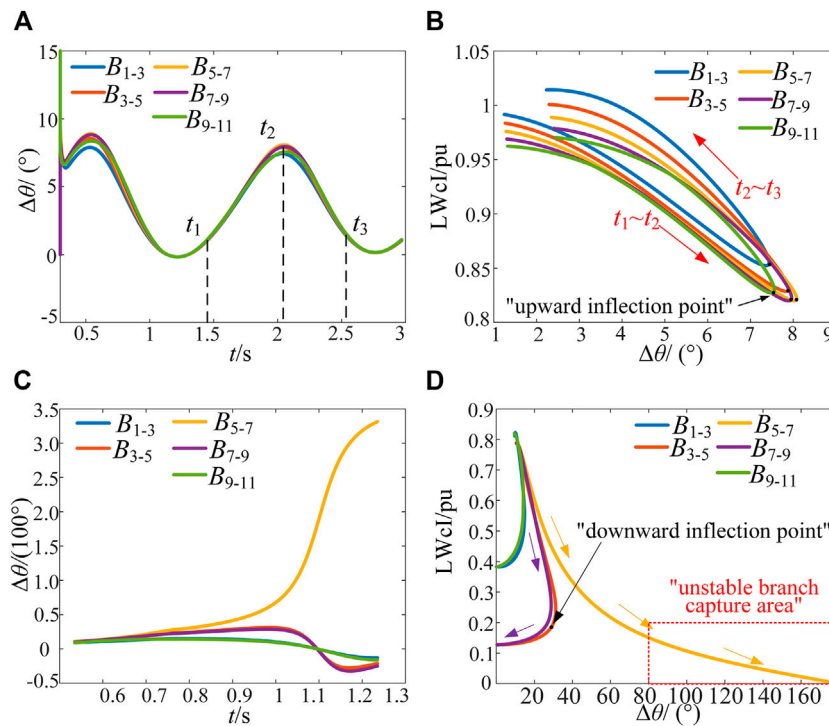 A
15
10
5
0
-5
Δθ/ (°)
B1-3
B3-5
B5-7
B7-9
B9-11
t1
t2
t3
0.5
1
1.5
2
2.5
3
t/s
B
1.05
1
0.95
0.9
0.85
0.8
LWcI/pu
B1-3
B3-5
B5-7
B7-9
B9-11
t2~t3
t1~t2
"upward inflection point"
1
2
3
4
5
6
7
8
9
Δθ/ (°)
C
3.5
3.0
2.0
1.0
0.5
0
-0.5
Δθ/(100°)
B1-3
B3-5
B5-7
B7-9
B9-11
0.6
0.7
0.8
0.9
1
1.1
1.2
1.3
t/s
D
0.9
0.8
0.7
0.6
0.5
0.4
0.3
0.2
0.1
0
LWcI/pu
B1-3
B3-5
B5-7
B7-9
B9-11
"downward inflection point"
"unstable branch
capture area"
20
40
60
80
100
120
140
160
Δθ/ (°)